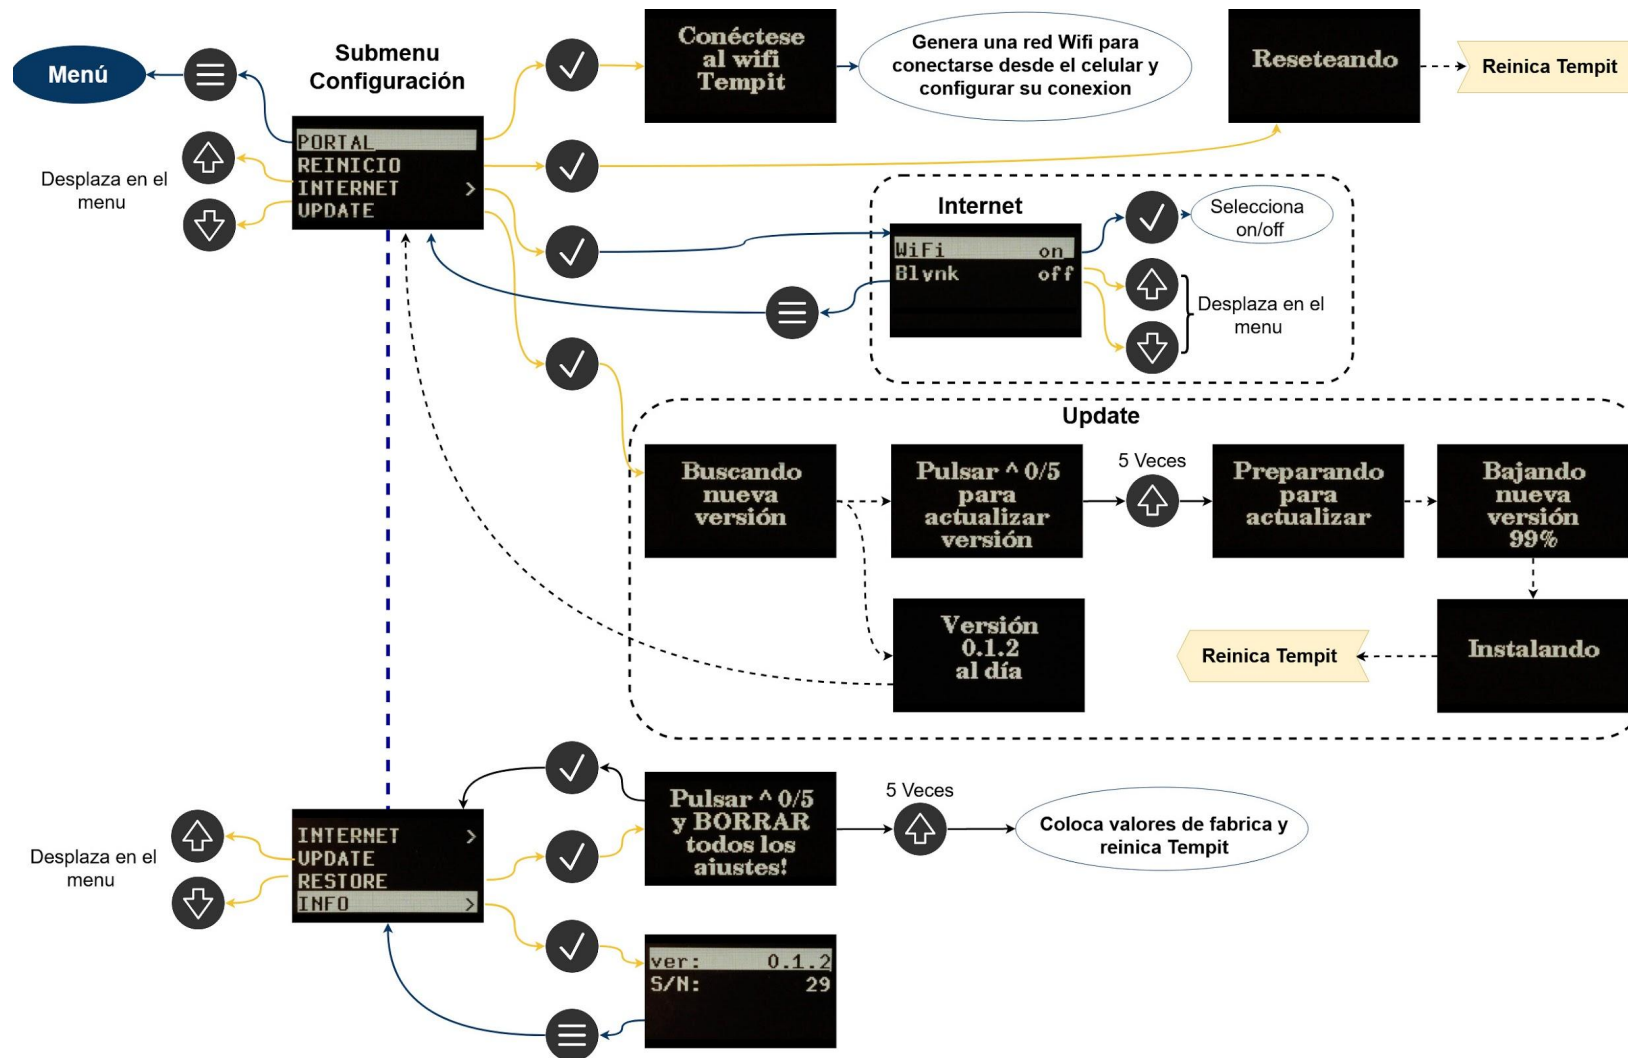 Submenu
Configuración
Menú
Desplaza en el
menu
PORTAL
REINICIO
INTERNET >
UPDATE
Conéctese
al wifi
Tempit
Genera una red Wifi para
conectarse desde el celular y
configurar su conexion
Reseteando
Reinica Tempit
Internet
WiFi on
Blynk off
Selecciona
on/off
Desplaza en el
menu
Update
Buscando
nueva
versión
Pulsar ^ 0/5
para
actualizar
versión
5 Veces
Preparando
para
actualizar
Bajando
nueva
versión
99%
Versión
0.1.2
al día
Reinica Tempit
Instalando
Desplaza en el
menu
INTERNET >
UPDATE
RESTORE
INFO >
Pulsar ^ 0/5
y BORRAR
todos los
ajustes!
5 Veces
Coloca valores de fabrica y
reinica Tempit
ver: 0.1.2
S/N: 29